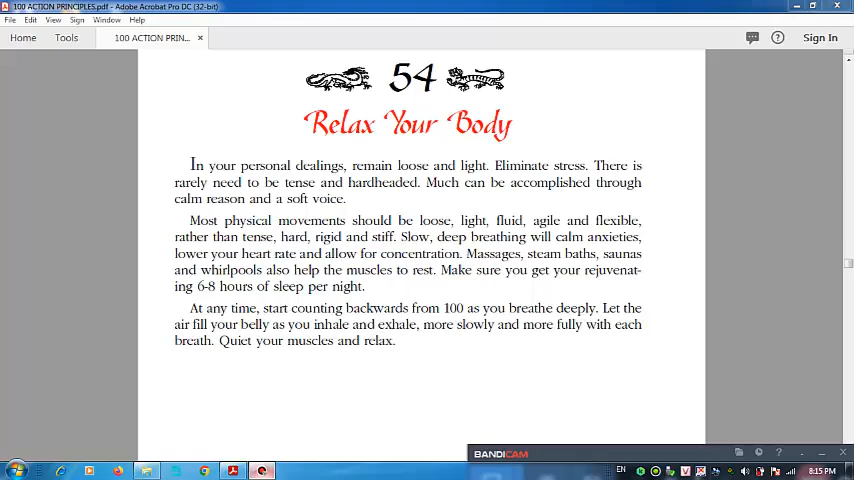 100 ACTION PRINCIPLES.pdf - Adobe Acrobat Pro DC (32-bit)
File Edit View Sign Window Help
Home Tools 100 ACTION PRIN... × Sign In
54
Relax Your Body
In your personal dealings, remain loose and light. Eliminate stress. There is
rarely need to be tense and hardheaded. Much can be accomplished through
calm reason and a soft voice.
Most physical movements should be loose, light, fluid, agile and flexible,
rather than tense, hard, rigid and stiff. Slow, deep breathing will calm anxieties,
lower your heart rate and allow for concentration. Massages, steam baths, saunas
and whirlpools also help the muscles to rest. Make sure you get your rejuvenat-
ing 6-8 hours of sleep per night.
At any time, start counting backwards from 100 as you breathe deeply. Let the
air fill your belly as you inhale and exhale, more slowly and more fully with each
breath. Quiet your muscles and relax.
BANDICAM
EN 8:15 PM